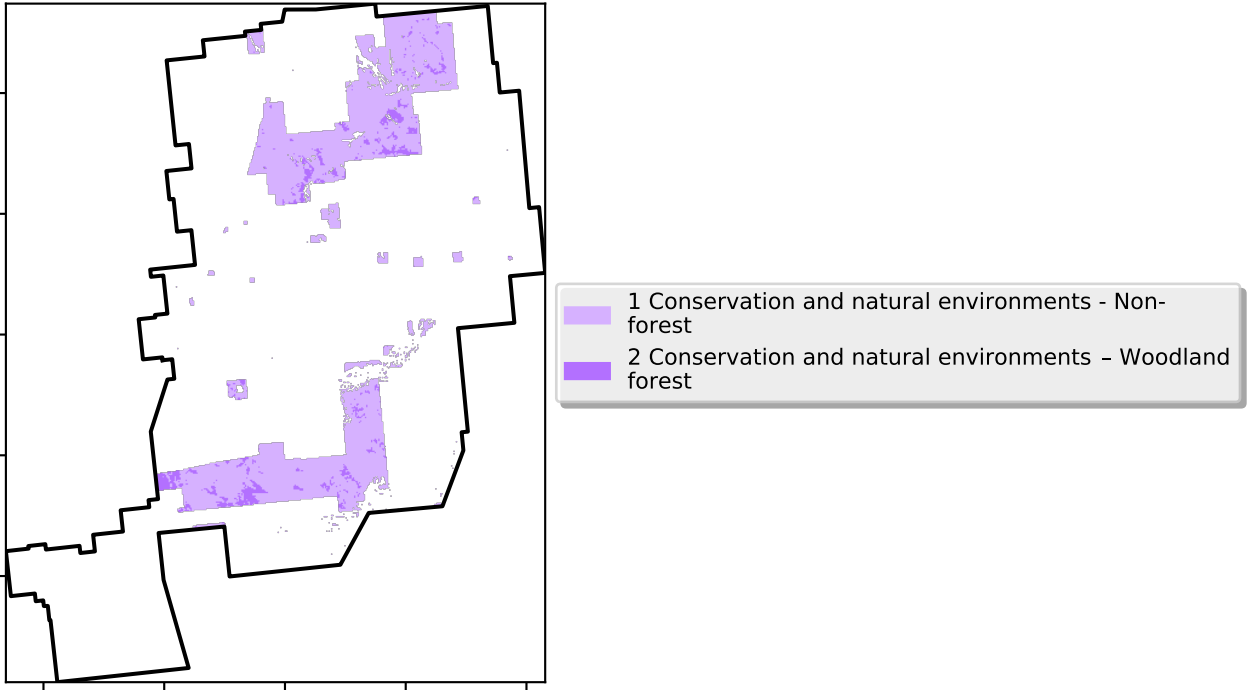 1 Conservation and natural environments - Non-
forest
2 Conservation and natural environments – Woodland
forest